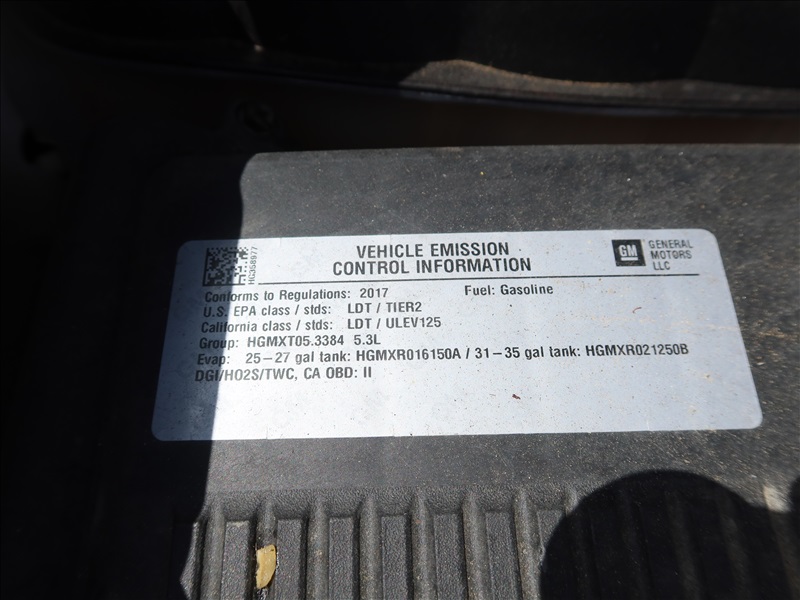 HG368977
VEHICLE EMISSION
CONTROL INFORMATION
GM
GENERAL
MOTORS
LLC
Conforms to Regulations: 2017 Fuel: Gasoline
U.S. EPA class / stds: LDT / TIER2
California class / stds: LDT / ULEV125
Group: HGMXT05.3384 5.3L
Evap: 25-27 gal tank: HGMXR016150A / 31-35 gal tank: HGMXR021250B
DGI/HO2S/TWC, CA OBD: II